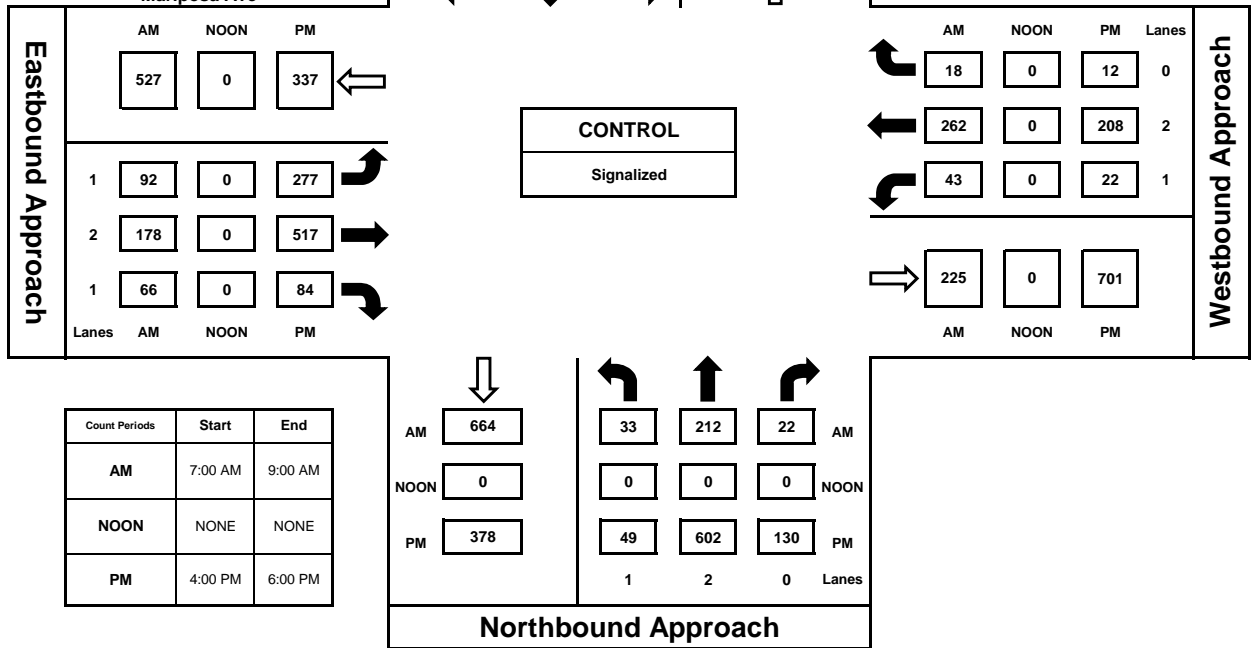 Mariposa Ave
Eastbound Approach
AM NOON PM
527 0 337
1 92 0 277
2 178 0 517
1 66 0 84
Lanes AM NOON PM
CONTROL
Signalized
AM NOON PM Lanes
18 0 12 0
262 0 208 2
43 0 22 1
225 0 701
AM NOON PM
Westbound Approach
Count Periods Start End
AM 7:00 AM 9:00 AM
NOON NONE NONE
PM 4:00 PM 6:00 PM
AM 664 33 212 22 AM
NOON 0 0 0 0 NOON
PM 378 49 602 130 PM
1 2 0 Lanes
Northbound Approach